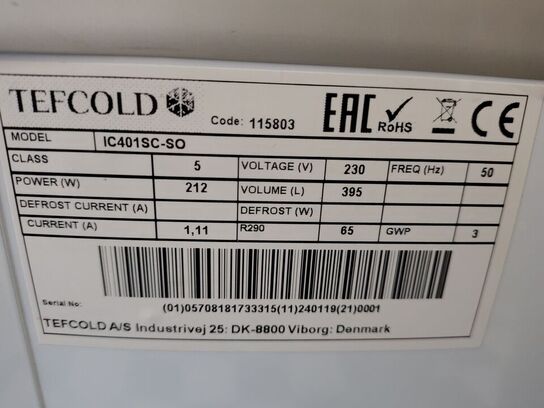 TEFCOLD Code: 115803 EAC RoHS CE
MODEL IC401SC-SO
CLASS 5 VOLTAGE (V) 230 FREQ (Hz) 50
POWER (W) 212 VOLUME (L) 395
DEFROST CURRENT (A) DEFROST (W)
CURRENT (A) 1,11 R290 65 GWP 3
Serial No:
(01)05708181733315(11)240119(21)0001
TEFCOLD A/S Industrivej 25: DK-8800 Viborg: Denmark